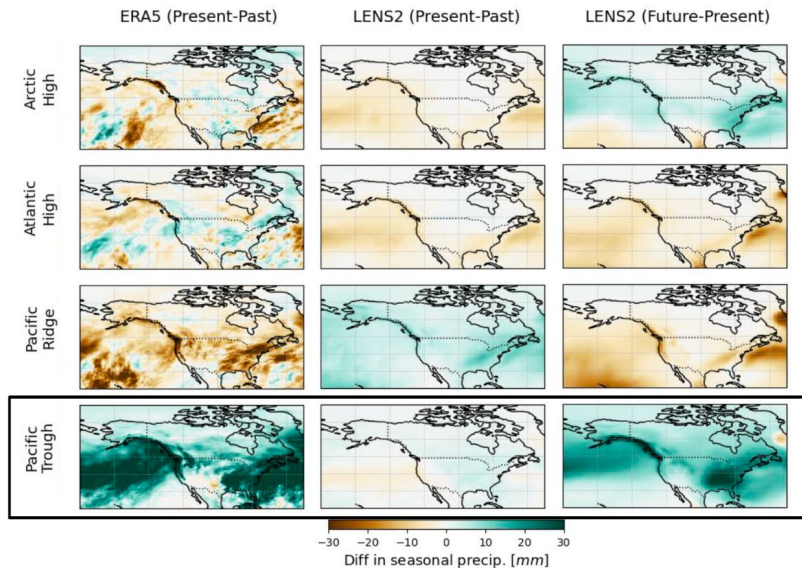 ERA5 (Present-Past)
LENS2 (Present-Past)
LENS2 (Future-Present)
Arctic
High
Atlantic
High
Pacific
Ridge
Pacific
Trough
−30
−20
−10
0
10
20
30
Diff in seasonal precip. [mm]